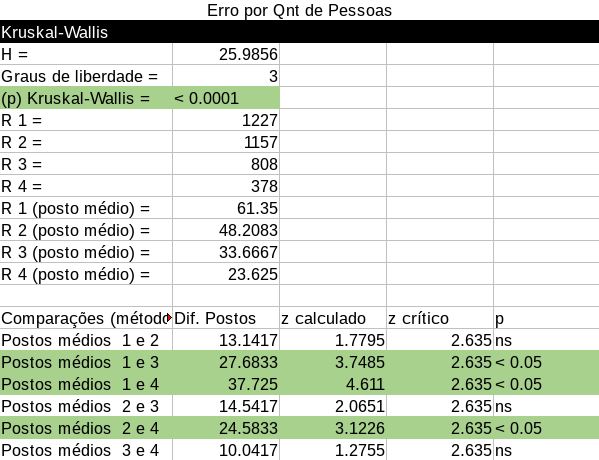 Erro por Qnt de Pessoas
Kruskal-Wallis
H = 25.9856
Graus de liberdade = 3
(p) Kruskal-Wallis = < 0.0001
R 1 = 1227
R 2 = 1157
R 3 = 808
R 4 = 378
R 1 (posto médio) = 61.35
R 2 (posto médio) = 48.2083
R 3 (posto médio) = 33.6667
R 4 (posto médio) = 23.625
Comparações (método Dif. Postos z calculado z crítico p
Postos médios 1 e 2 13.1417 1.7795 2.635 ns
Postos médios 1 e 3 27.6833 3.7485 2.635 < 0.05
Postos médios 1 e 4 37.725 4.611 2.635 < 0.05
Postos médios 2 e 3 14.5417 2.0651 2.635 ns
Postos médios 2 e 4 24.5833 3.1226 2.635 < 0.05
Postos médios 3 e 4 10.0417 1.2755 2.635 ns